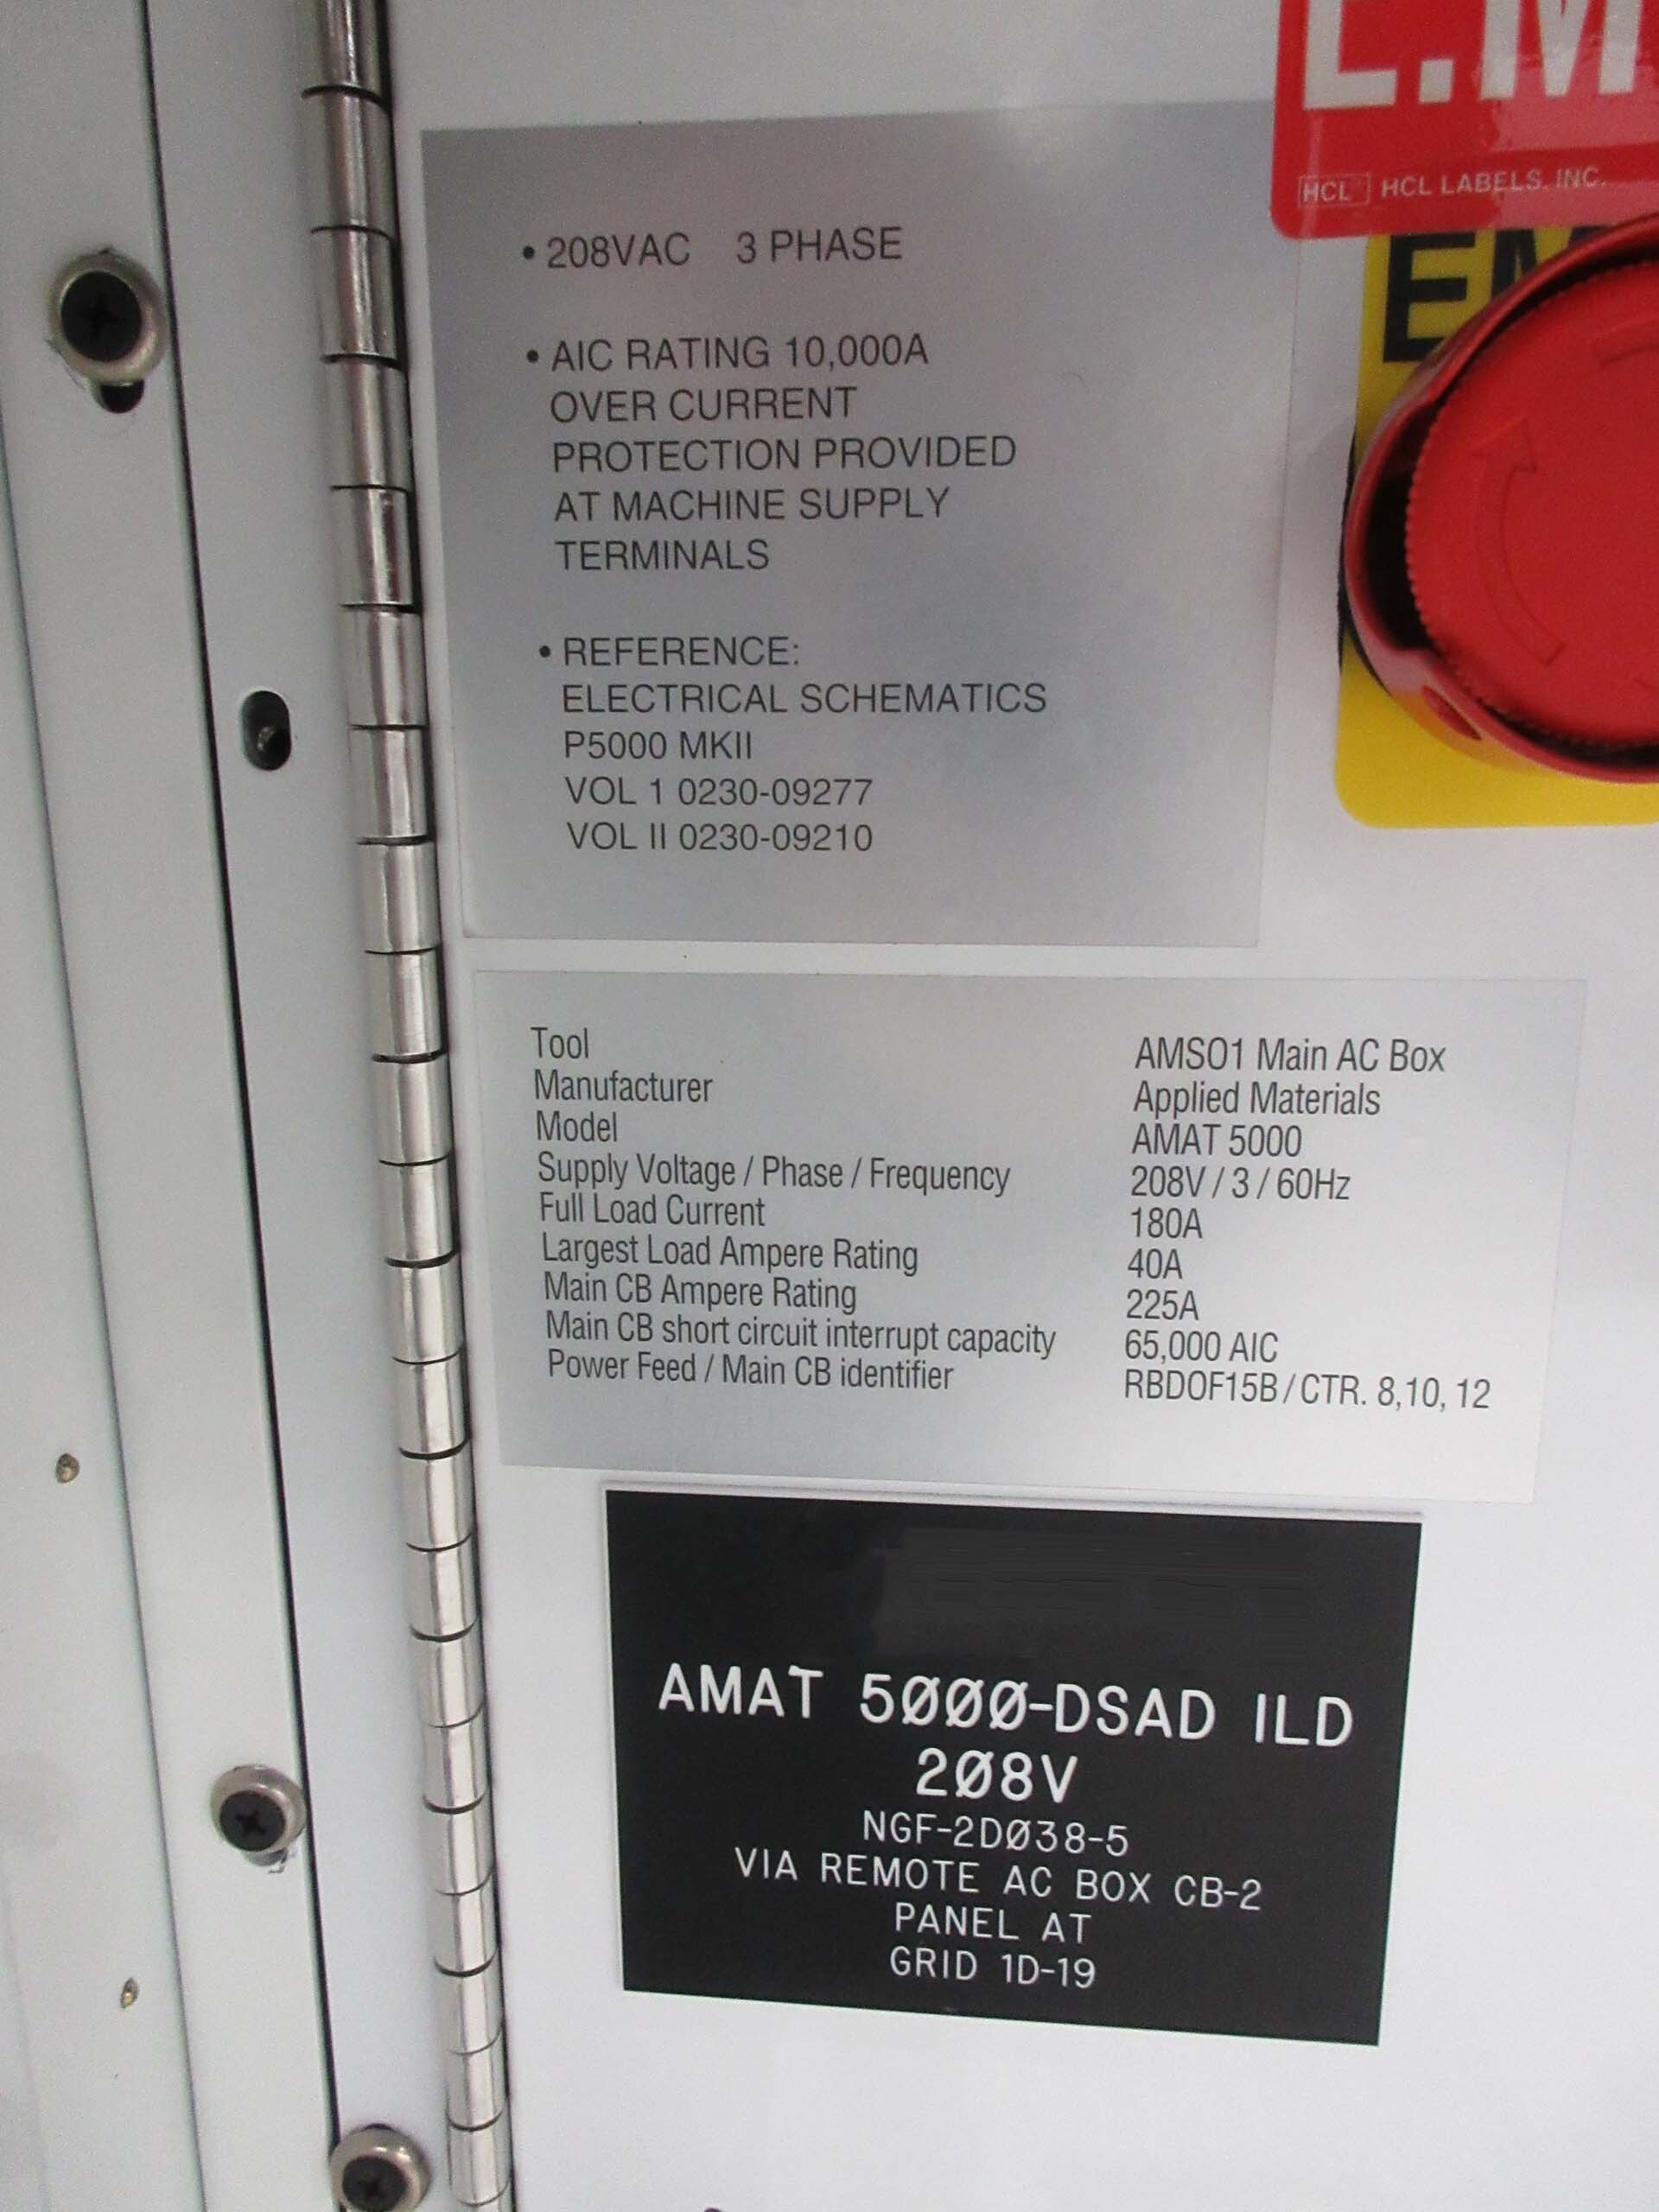 E.M
HCL HCL LABELS, INC.
EM
• 208VAC 3 PHASE
• AIC RATING 10,000A
OVER CURRENT
PROTECTION PROVIDED
AT MACHINE SUPPLY
TERMINALS
• REFERENCE:
ELECTRICAL SCHEMATICS
P5000 MKII
VOL 1 0230-09277
VOL II 0230-09210
Tool AMSO1 Main AC Box
Manufacturer Applied Materials
Model AMAT 5000
Supply Voltage / Phase / Frequency 208V / 3 / 60Hz
Full Load Current 180A
Largest Load Ampere Rating 40A
Main CB Ampere Rating 225A
Main CB short circuit interrupt capacity 65,000 AIC
Power Feed / Main CB identifier RBDOF15B / CTR. 8,10, 12
AMAT 5ØØØ-DSAD ILD
2Ø8V
NGF-2DØ38-5
VIA REMOTE AC BOX CB-2
PANEL AT
GRID 1D-19